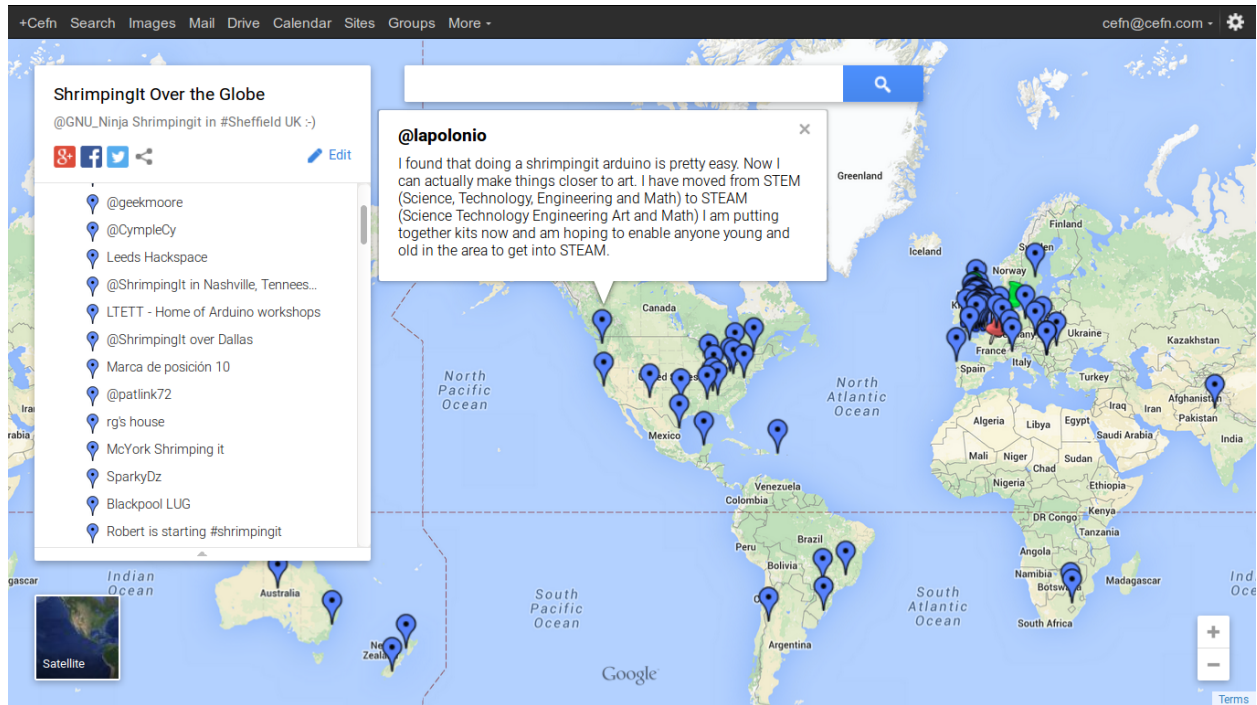 +Cefn Search Images Mail Drive Calendar Sites Groups More
cefn@cefn.com
ShrimpingIt Over the Globe
@GNU_Ninja Shrimpingit in #Sheffield UK :-)
Edit
@geekmoore
@CympleCy
Leeds Hackspace
@ShrimpingIt in Nashville, Tennees...
LTETT - Home of Arduino workshops
@ShrimpingIt over Dallas
Marca de posición 10
@patlink72
rg's house
McYork Shrimping it
SparkyDz
Blackpool LUG
Robert is starting #shrimpingit
@lapolonio
I found that doing a shrimpingit arduino is pretty easy. Now I
can actually make things closer to art. I have moved from STEM
(Science, Technology, Engineering and Math) to STEAM
(Science Technology Engineering Art and Math) I am putting
together kits now and am hoping to enable anyone young and
old in the area to get into STEAM.
Greenland
Iceland
Finland
Norway
Canada
North
Pacific
Ocean
North
Atlantic
Ocean
Mexico
Ukraine
Kazakhstan
France
Italy
Spain
Turkey
Afghanistan
Iraq
Iran
Pakistan
India
Algeria
Libya
Egypt
Saudi Arabia
Mali
Niger
Chad
Sudan
Nigeria
Ethiopia
Venezuela
Colombia
DR Congo
Kenya
Tanzania
Peru
Brazil
Bolivia
Angola
Namibia
Madagascar
South Africa
Argentina
South
Pacific
Ocean
South
Atlantic
Ocean
Indian
Ocean
Australia
Satellite
Google
Terms